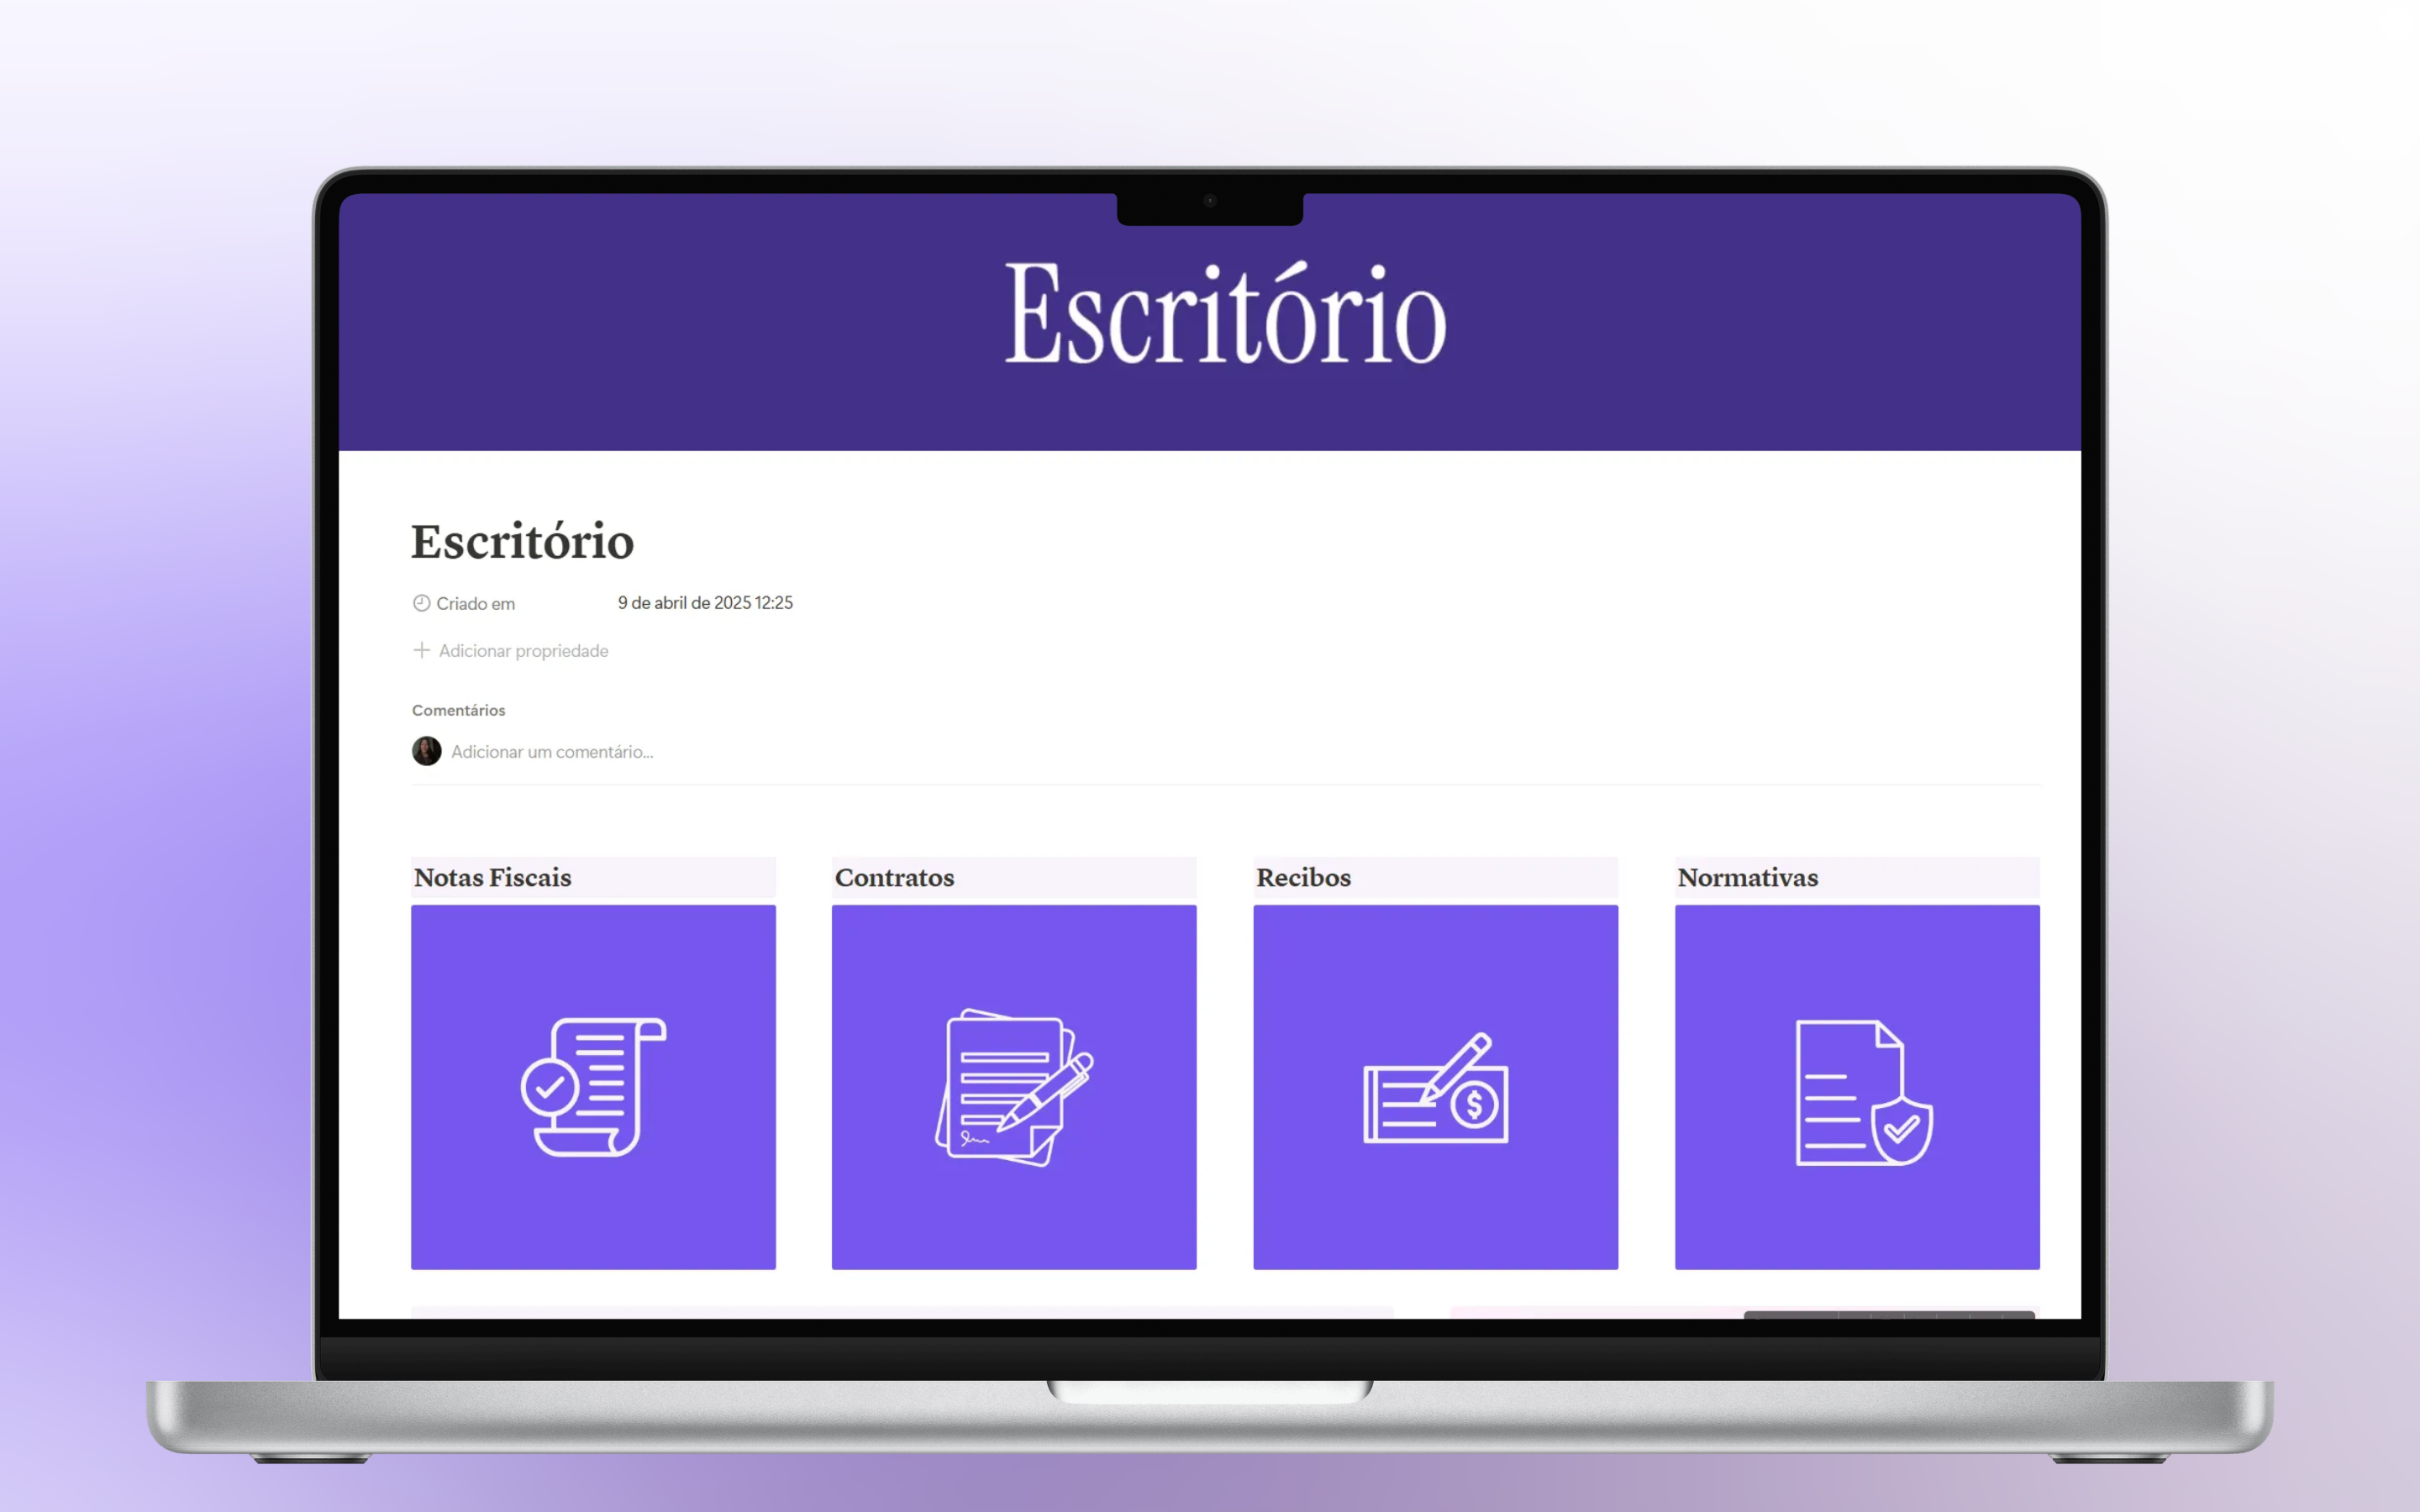 Escritório
Escritório
Criado em 9 de abril de 2025 12:25
Adicionar propriedade
Comentários
Adicionar um comentário...
Notas Fiscais
Contratos
Recibos
Normativas
$